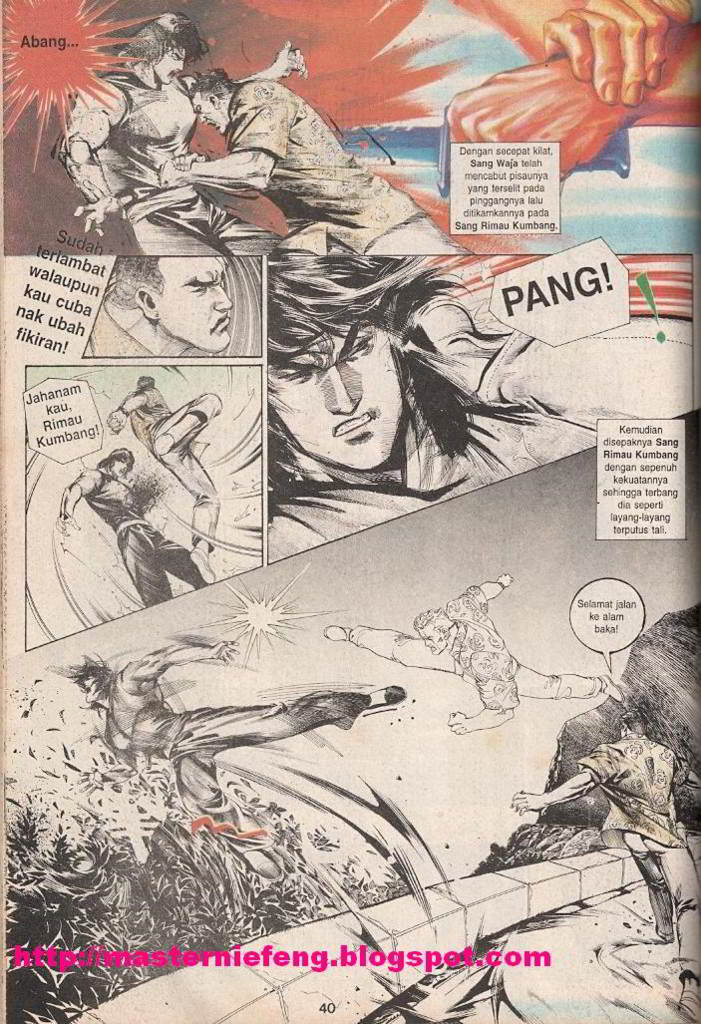 Abang...
Dengan secepat kilat,
Sang Waja telah
mencabut pisaunya
yang terselit pada
pinggangnya lalu
ditikamkannya pada
Sang Rimau Kumbang.
Sudah
terlambat
walaupun
kau cuba
nak ubah
fikiran!
PANG!
!
Jahanam
kau,
Rimau
Kumbang!
Kemudian
disepaknya Sang
Rimau Kumbang
dengan sepenuh
kekuatannya
sehingga terbang
dia seperti
layang-layang
terputus tali.
Selamat jalan
ke alam
baka!
http://masterniefeng.blogspot.com
40